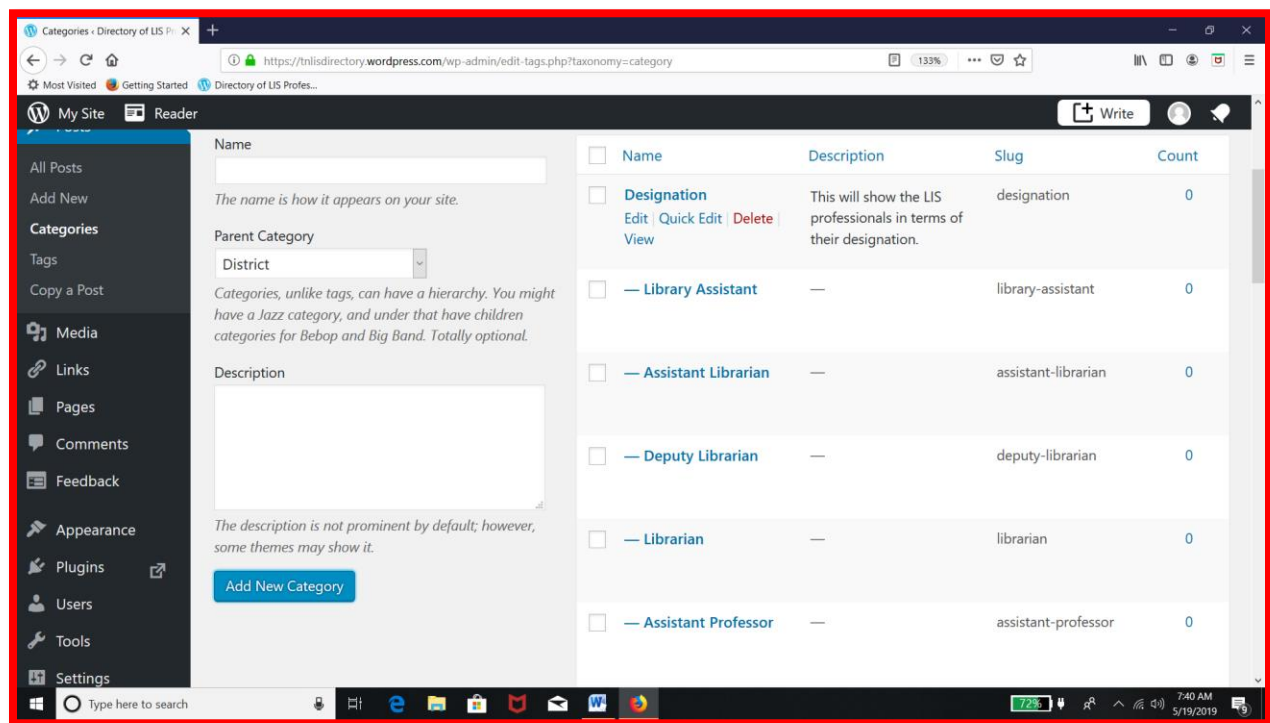 Categories ‹ Directory of LIS Pr
https://tnlisdirectory.wordpress.com/wp-admin/edit-tags.php?taxonomy=category
133%
Most Visited
Getting Started
Directory of LIS Profes...
My Site
Reader
Write
Posts
All Posts
Add New
Categories
Tags
Copy a Post
Media
Links
Pages
Comments
Feedback
Appearance
Plugins
Users
Tools
Settings
Name
The name is how it appears on your site.
Parent Category
District
Categories, unlike tags, can have a hierarchy. You might
have a Jazz category, and under that have children
categories for Bebop and Big Band. Totally optional.
Description
The description is not prominent by default; however,
some themes may show it.
Add New Category
Name Description Slug Count
Designation This will show the LIS designation 0
Edit | Quick Edit | Delete | professionals in terms of
View their designation.
— Library Assistant — library-assistant 0
— Assistant Librarian — assistant-librarian 0
— Deputy Librarian — deputy-librarian 0
— Librarian — librarian 0
— Assistant Professor — assistant-professor 0
Type here to search
72%
7:40 AM
5/19/2019
9